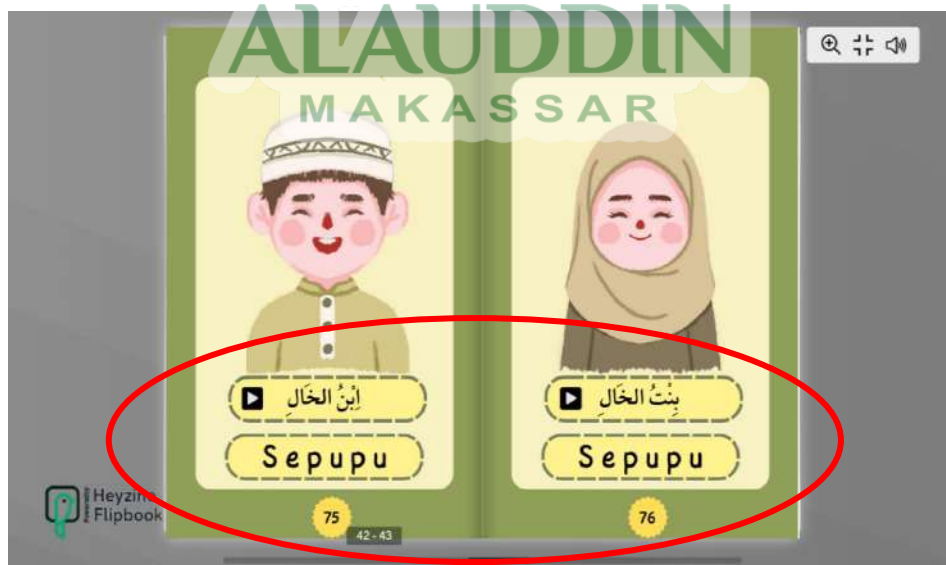 ALAUDDIN
MAKASSAR
اِبْنُ الخَالِ
Sepupu
75
بِنْتُ الخَالِ
Sepupu
76
42 - 43
Heyzine
Flipbook